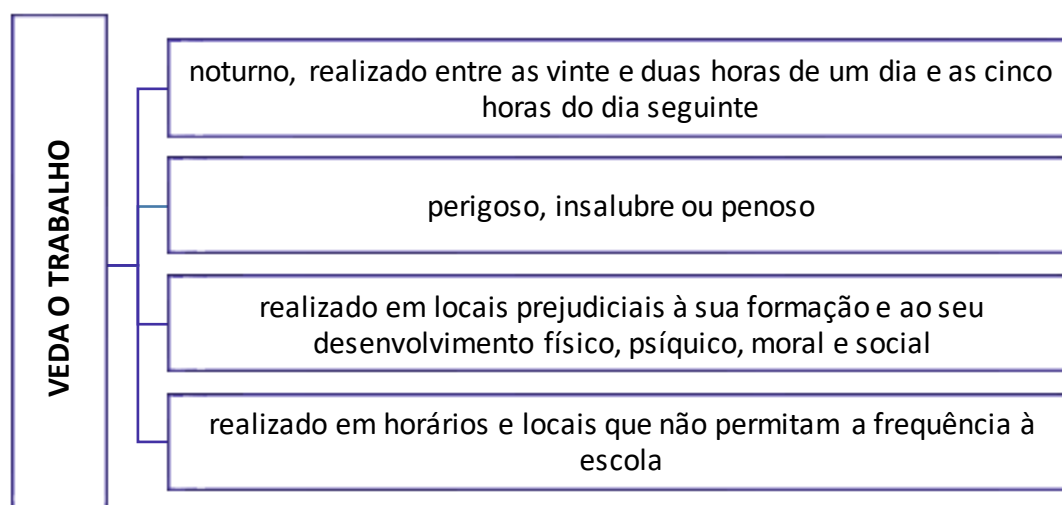 VEDA O TRABALHO
noturno, realizado entre as vinte e duas horas de um dia e as cinco
horas do dia seguinte
perigoso, insalubre ou penoso
realizado em locais prejudiciais à sua formação e ao seu
desenvolvimento físico, psíquico, moral e social
realizado em horários e locais que não permitam a frequência à
escola